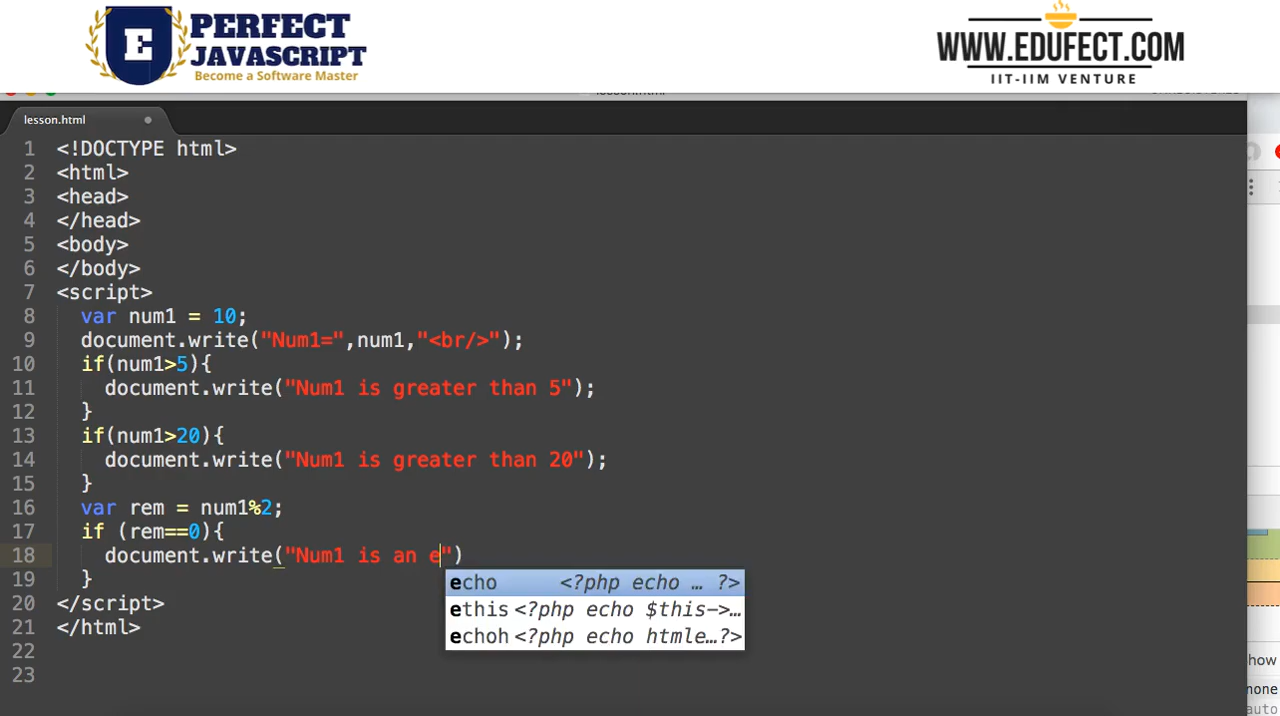 E
PERFECT
JAVASCRIPT
Become a Software Master
WWW.EDUFECT.COM
IIT-IIM VENTURE
lesson.html
lesson.html
1 <!DOCTYPE html>
2 <html>
3 <head>
4 </head>
5 <body>
6 </body>
7 <script>
8 var num1 = 10;
9 document.write("Num1=",num1,"<br/>");
10 if(num1>5){
11 document.write("Num1 is greater than 5");
12 }
13 if(num1>20){
14 document.write("Num1 is greater than 20");
15 }
16 var rem = num1%2;
17 if (rem==0){
18 document.write("Num1 is an e")
19 }
echo <?php echo … ?>
ethis <?php echo $this->…
echoh <?php echo htmle…?>
20 </script>
21 </html>
22
23
how
none
auto